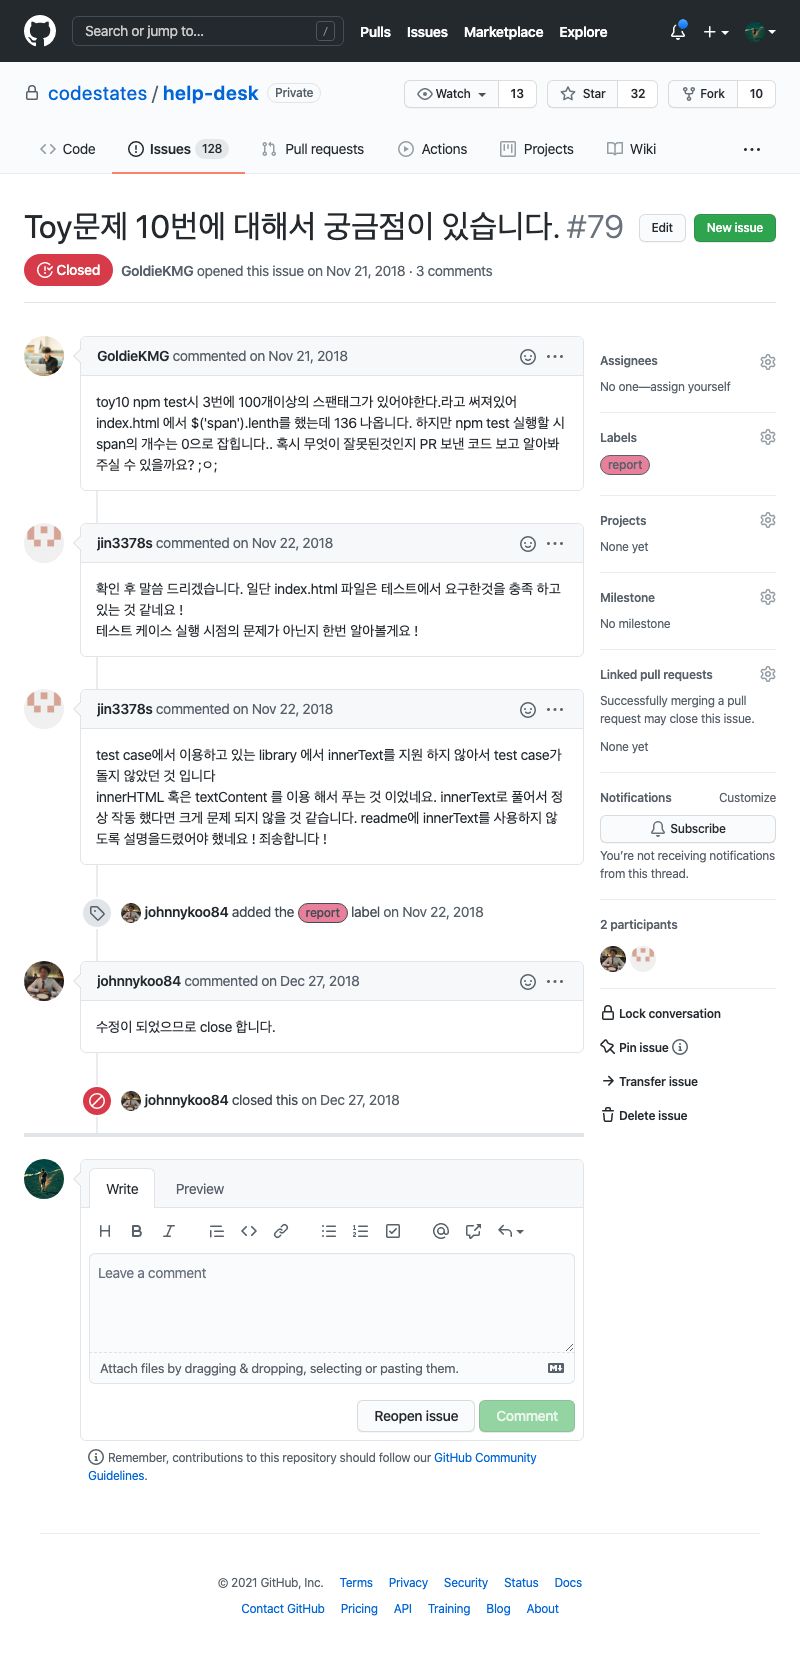 Search or jump to... /
Pulls Issues Marketplace Explore
codestates / help-desk Private
Watch 13 Star 32 Fork 10
Code Issues 128 Pull requests Actions Projects Wiki
Toy문제 10번에 대해서 궁금점이 있습니다. #79
Edit New issue
Closed GoldieKMG opened this issue on Nov 21, 2018 · 3 comments
GoldieKMG commented on Nov 21, 2018
toy10 npm test시 3번에 100개이상의 스팬태그가 있어야한다.라고 써져있어
index.html 에서 $('span').lenth를 했는데 136 나옵니다. 하지만 npm test 실행할 시
span의 개수는 0으로 잡힙니다.. 혹시 무엇이 잘못된것인지 PR 보낸 코드 보고 알아봐
주실 수 있을까요? ;ㅇ;
jin3378s commented on Nov 22, 2018
확인 후 말씀 드리겠습니다. 일단 index.html 파일은 테스트에서 요구한것을 충족 하고
있는 것 같네요 !
테스트 케이스 실행 시점의 문제가 아닌지 한번 알아볼게요 !
jin3378s commented on Nov 22, 2018
test case에서 이용하고 있는 library 에서 innerText를 지원 하지 않아서 test case가
돌지 않았던 것 입니다
innerHTML 혹은 textContent 를 이용 해서 푸는 것 이었네요. innerText로 풀어서 정
상 작동 했다면 크게 문제 되지 않을 것 같습니다. readme에 innerText를 사용하지 않
도록 설명을드렸어야 했네요 ! 죄송합니다 !
johnnykoo84 added the report label on Nov 22, 2018
johnnykoo84 commented on Dec 27, 2018
수정이 되었으므로 close 합니다.
johnnykoo84 closed this on Dec 27, 2018
Write Preview
H B I
Leave a comment
Attach files by dragging & dropping, selecting or pasting them.
Reopen issue Comment
Remember, contributions to this repository should follow our GitHub Community
Guidelines.
Assignees
No one—assign yourself
Labels
report
Projects
None yet
Milestone
No milestone
Linked pull requests
Successfully merging a pull
request may close this issue.
None yet
Notifications Customize
Subscribe
You're not receiving notifications
from this thread.
2 participants
Lock conversation
Pin issue
Transfer issue
Delete issue
© 2021 GitHub, Inc. Terms Privacy Security Status Docs
Contact GitHub Pricing API Training Blog About